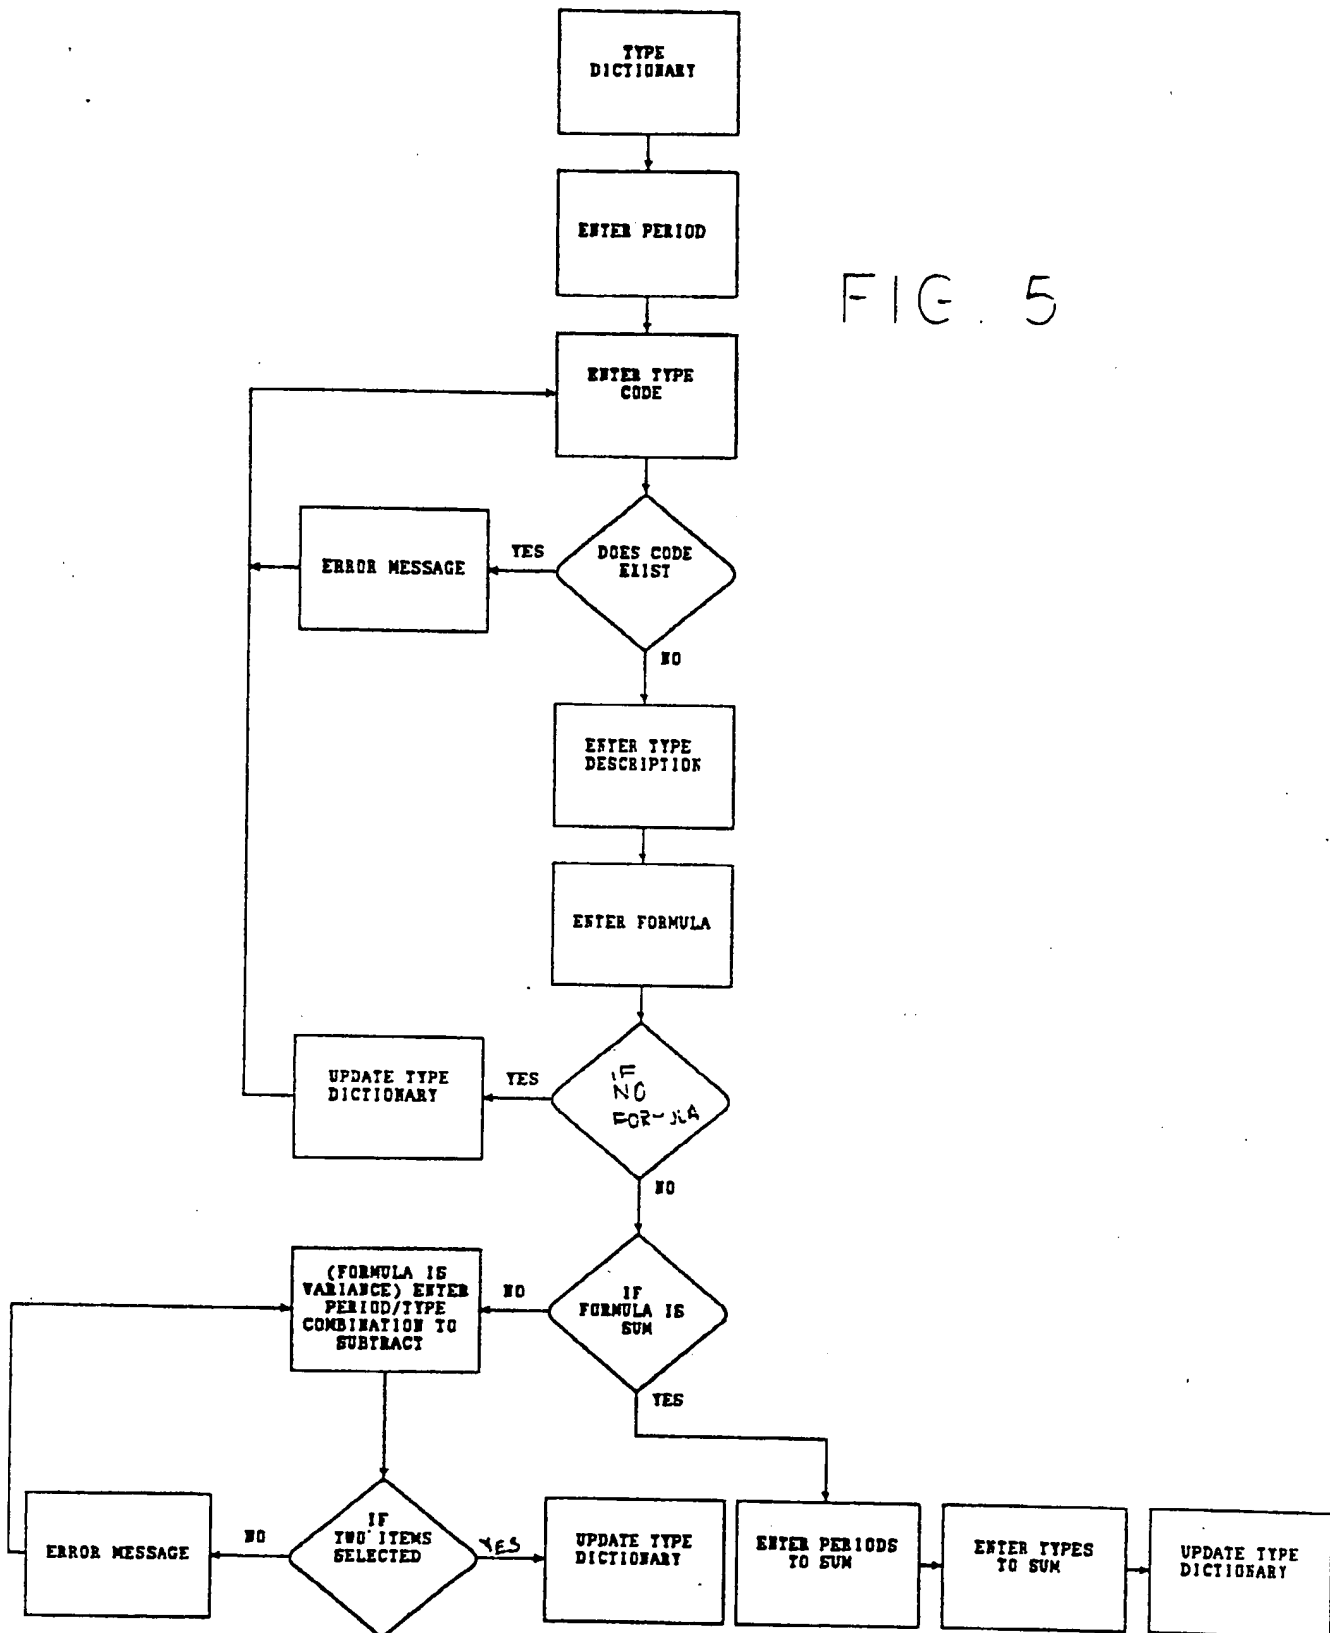 TYPE
DICTIONARY
ENTER PERIOD
FIG. 5
ENTER TYPE
CODE
DOES CODE
EXIST
YES
ERROR MESSAGE
NO
ENTER TYPE
DESCRIPTION
ENTER FORMULA
IF
NO
YES
UPDATE TYPE
DICTIONARY
NO
IF
FORMULA IS
SUM
NO
(FORMULA IS
VARIANCE) ENTER
PERIOD/TYPE
COMBINATION TO
SUBTRACT
YES
IF
TWO ITEMS
SELECTED
NO
ERROR MESSAGE
YES
UPDATE TYPE
DICTIONARY
ENTER PERIODS
TO SUM
ENTER TYPES
TO SUM
UPDATE TYPE
DICTIONARY